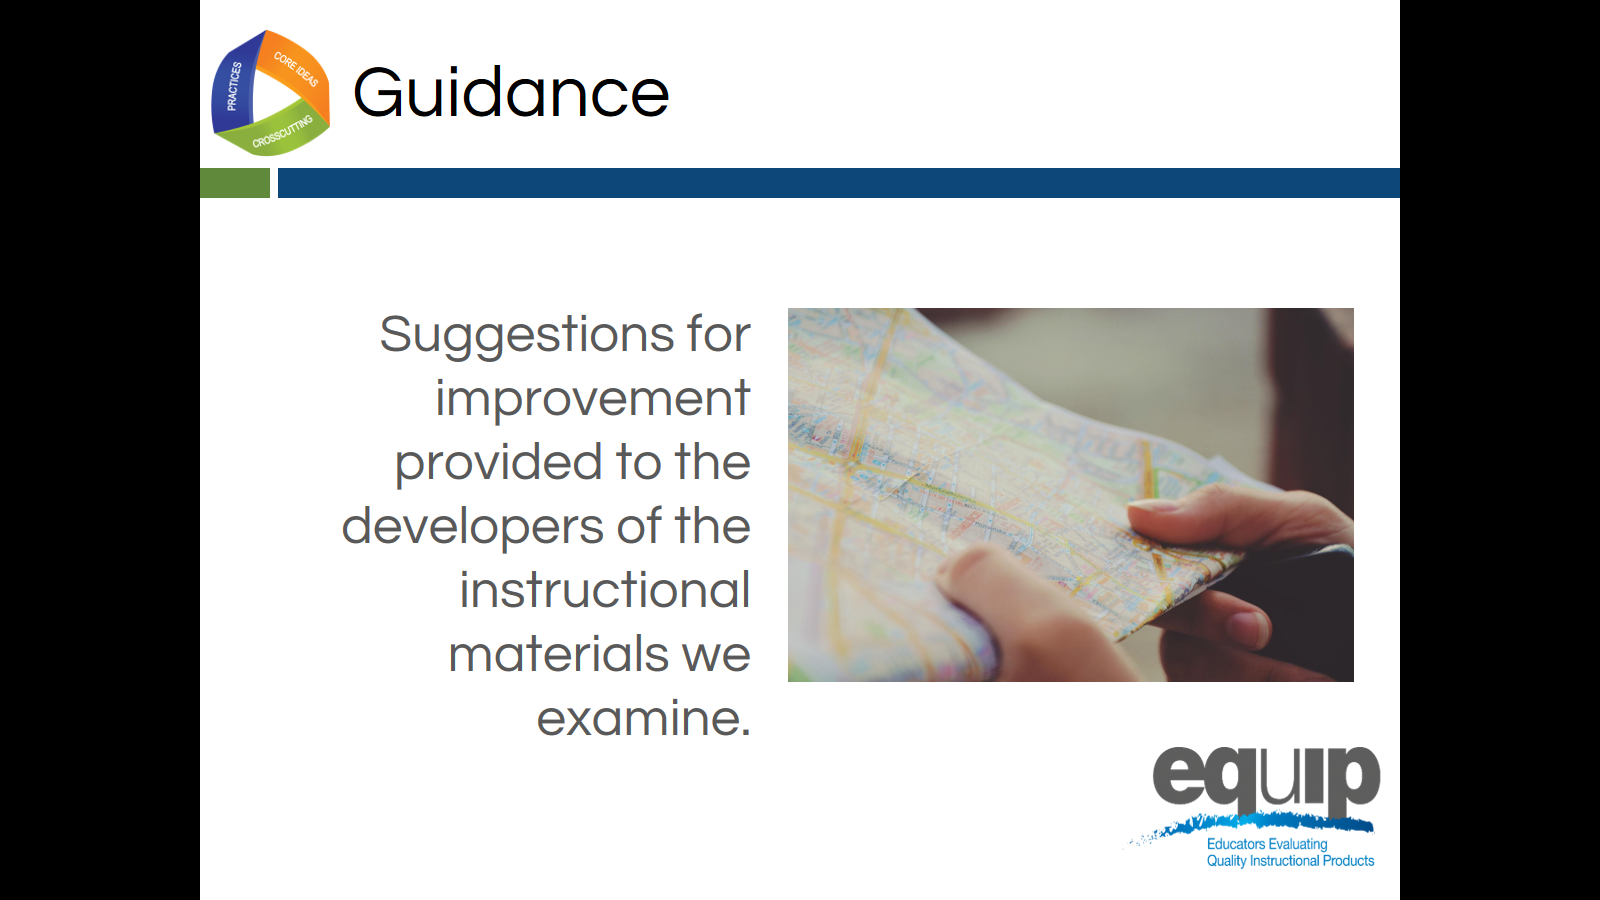 PRACTICES
CORE IDEAS
CROSSCUTTING
Guidance
Suggestions for
improvement
provided to the
developers of the
instructional
materials we
examine.
equip
Educators Evaluating
Quality Instructional Products